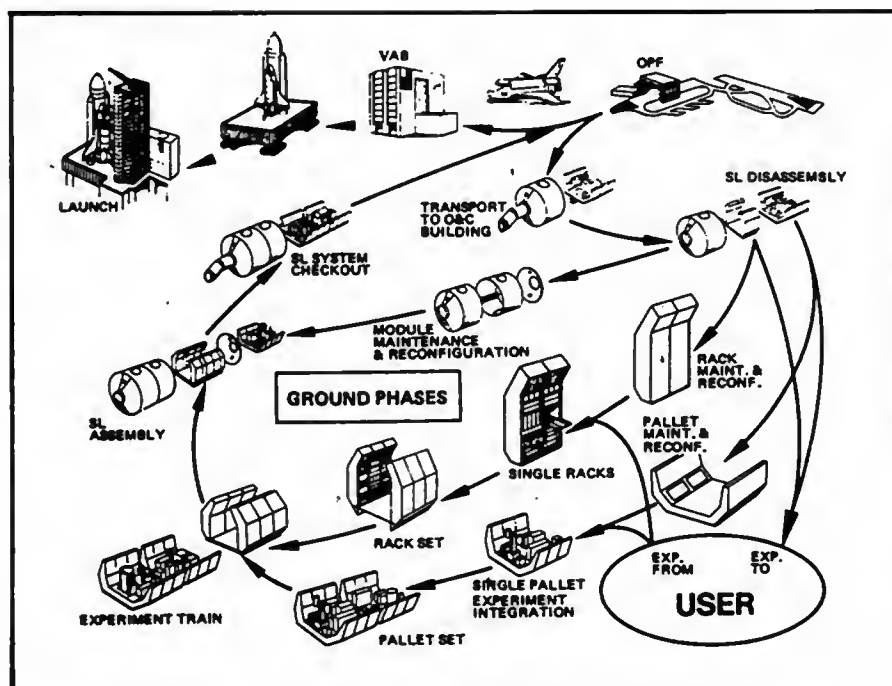 VAB
OPF
LAUNCH
SL DISASSEMBLY
TRANSPORT
TO O&C
BUILDING
SL SYSTEM
CHECKOUT
MODULE
MAINTENANCE
& RECONFIGURATION
RACK
MAINT. &
RECONF.
GROUND PHASES
SL
ASSEMBLY
PALLET
MAINT. &
RECONF.
SINGLE RACKS
RACK SET
EXP.
FROM
EXP.
TO
USER
SINGLE PALLET
EXPERIMENT
INTEGRATION
EXPERIMENT TRAIN
PALLET SET